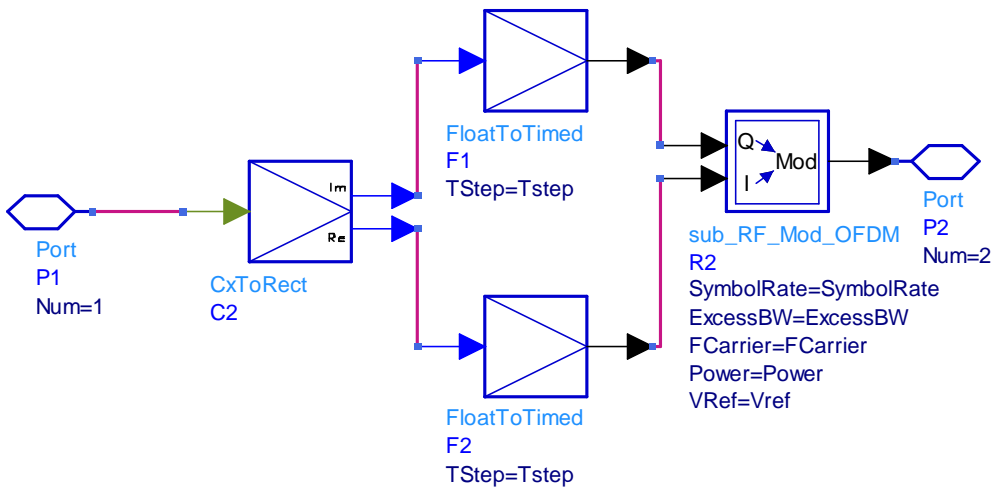 FloatToTimed
F1
TStep=Tstep
Im
Re
Port
P1
Num=1
CxToRect
C2
Q
I
Mod
sub_RF_Mod_OFDM
R2
SymbolRate=SymbolRate
ExcessBW=ExcessBW
FCarrier=FCarrier
Power=Power
VRef=Vref
Port
P2
Num=2
FloatToTimed
F2
TStep=Tstep